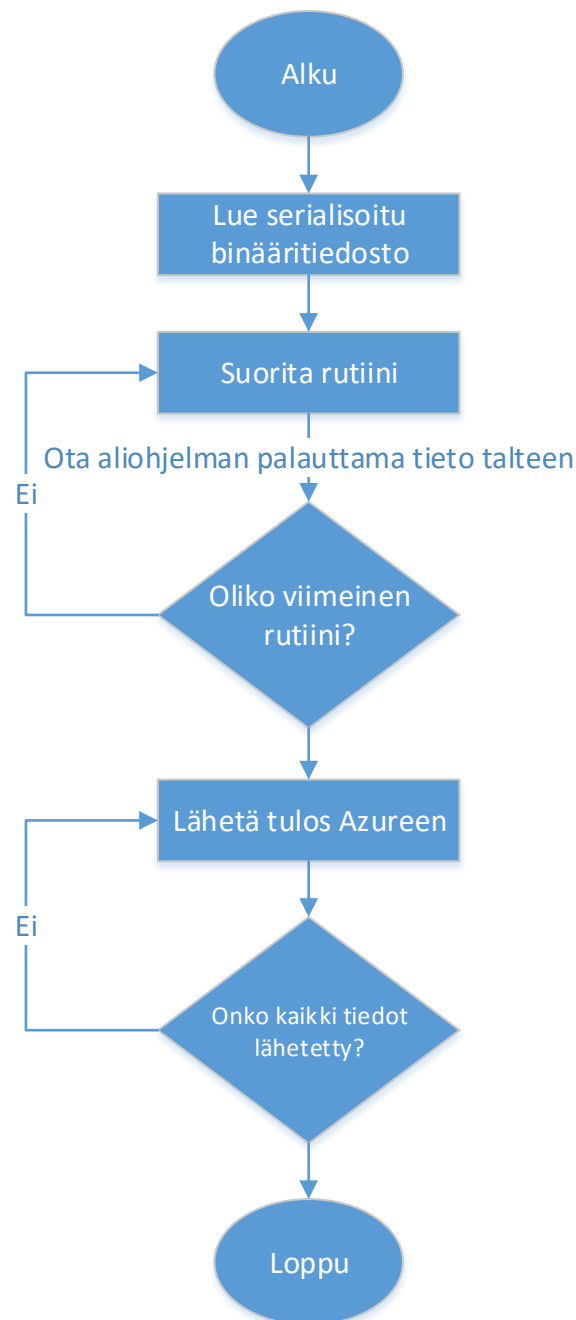 Alku
Lue serialisoitu
binääritiedosto
Suorita rutiini
Ota aliohjelman palauttama tieto talteen
Ei
Oliko viimeinen
rutiini?
Lähetä tulos Azureen
Ei
Onko kaikki tiedot
lähetetty?
Loppu